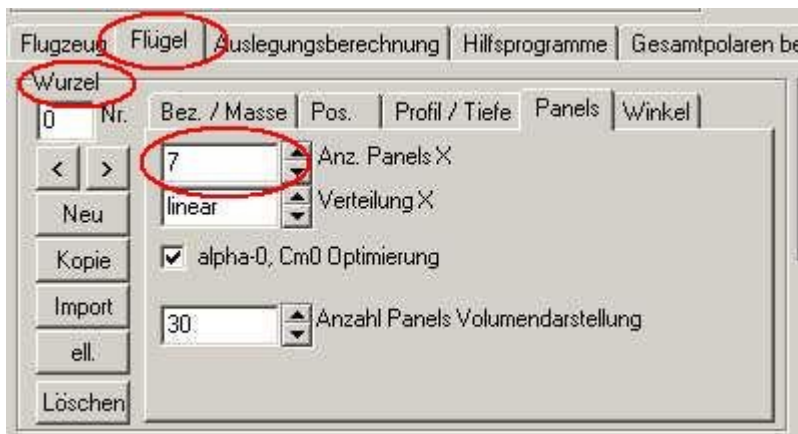 Flugzeug Flügel Auslegungsberechnung Hilfsprogramme Gesamtpolaren be
Wurzel
0 Nr. Bez. / Masse Pos. Profil / Tiefe Panels Winkel
< > 7 Anz. Panels X
Neu linear Verteilung X
Kopie alpha-0, Cm0 Optimierung
Import 30 Anzahl Panels Volumendarstellung
ell.
Löschen